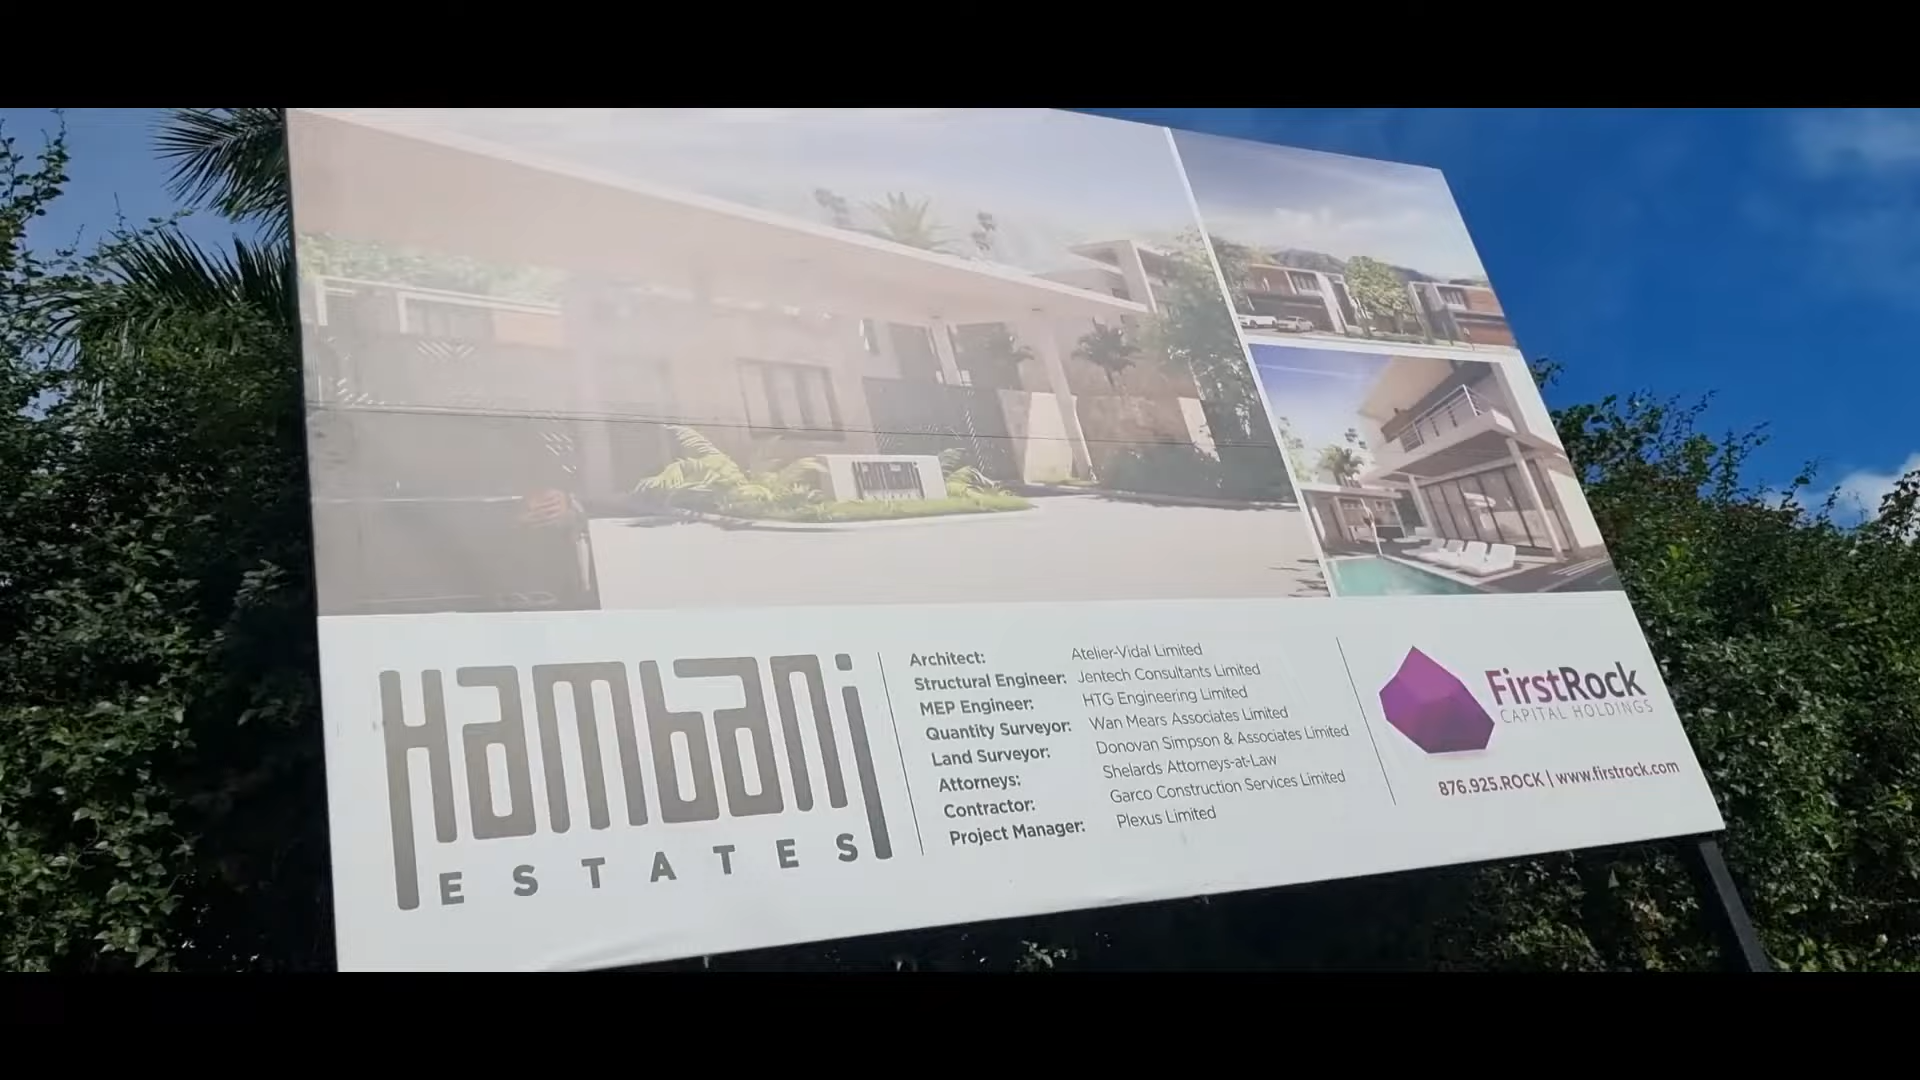 Hambani
Hambani
ESTATES
Architect: Atelier-Vidal Limited
Structural Engineer: Jentech Consultants Limited
MEP Engineer: HTG Engineering Limited
Quantity Surveyor: Wan Mears Associates Limited
Land Surveyor: Donovan Simpson & Associates Limited
Attorneys: Shelards Attorneys-at-Law
Contractor: Garco Construction Services Limited
Project Manager: Plexus Limited
FirstRock
CAPITAL HOLDINGS
876.925.ROCK | www.firstrock.com